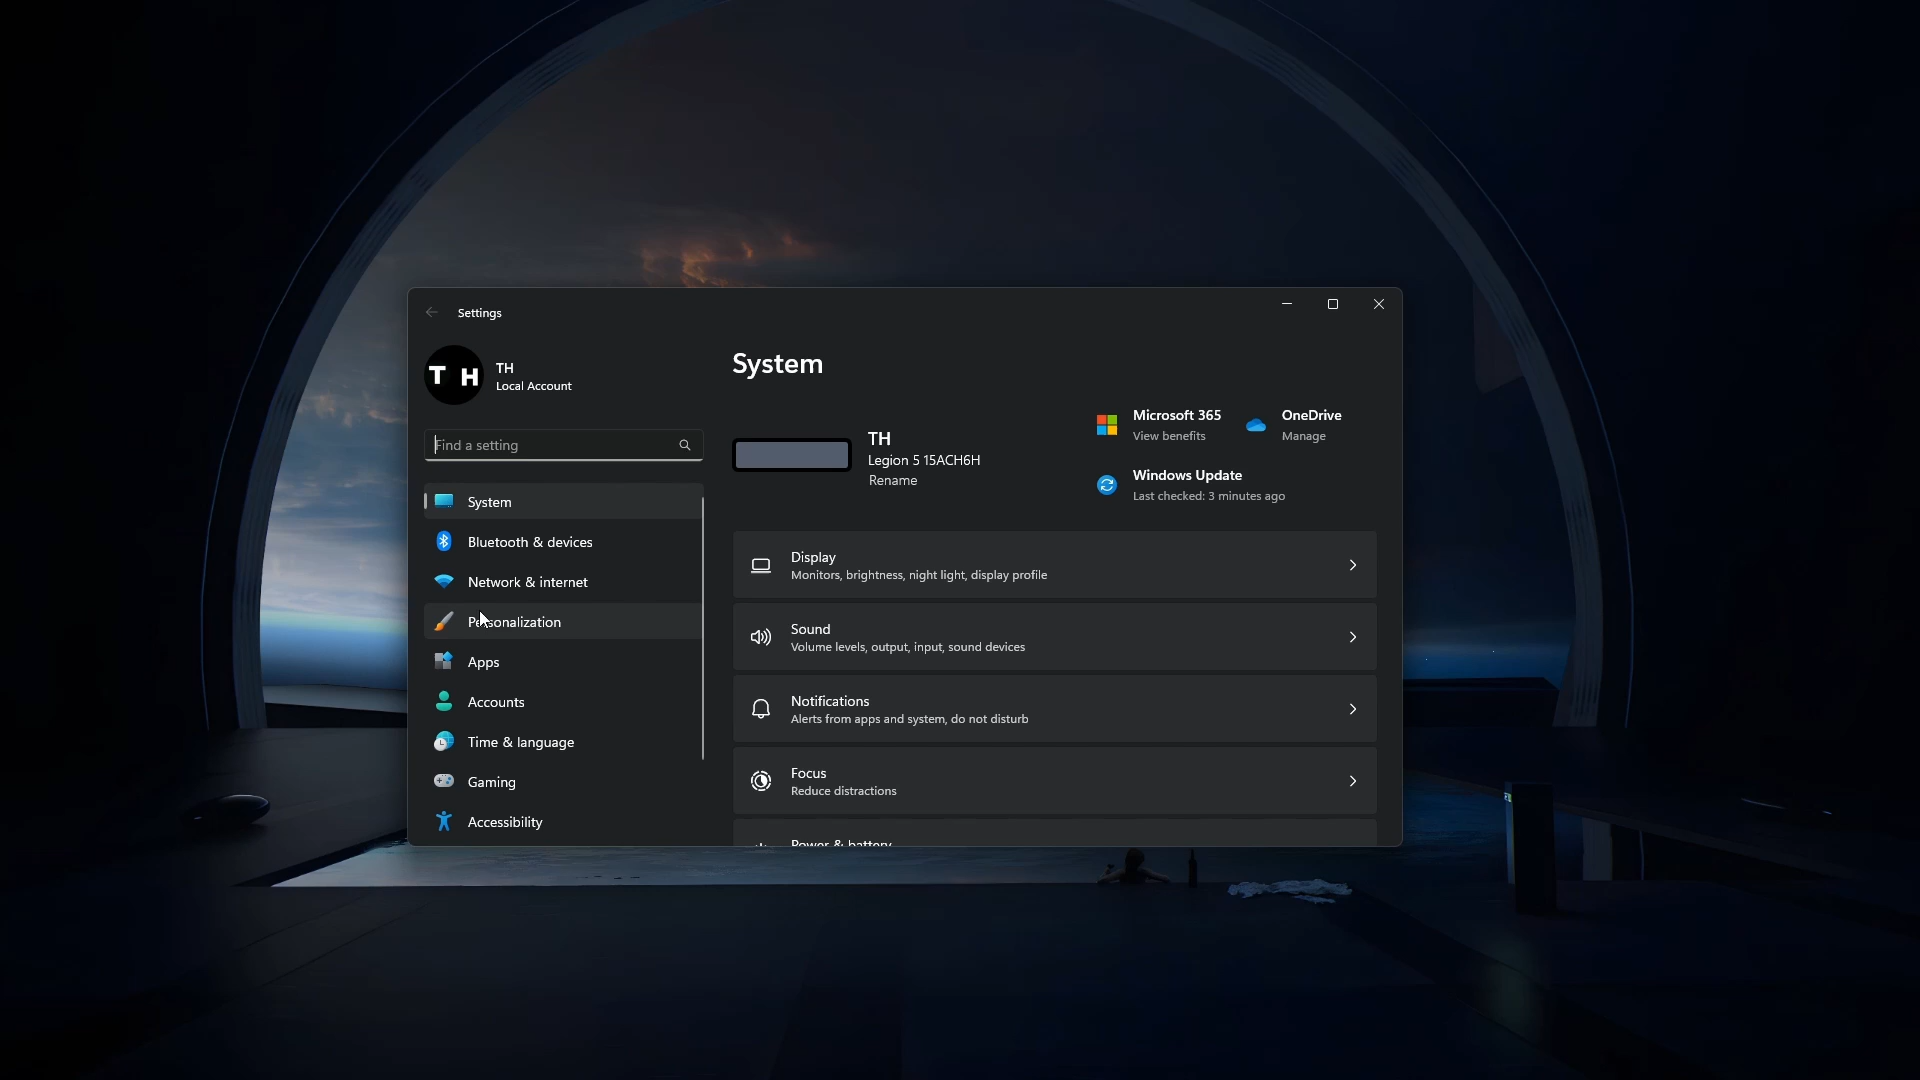 Settings
TH
Local Account
Find a setting
System
Bluetooth & devices
Network & internet
Personalization
Apps
Accounts
Time & language
Gaming
Accessibility
System
TH
Legion 5 15ACH6H
Rename
Microsoft 365
View benefits
OneDrive
Manage
Windows Update
Last checked: 3 minutes ago
Display
Monitors, brightness, night light, display profile
Sound
Volume levels, output, input, sound devices
Notifications
Alerts from apps and system, do not disturb
Focus
Reduce distractions
Power & battery